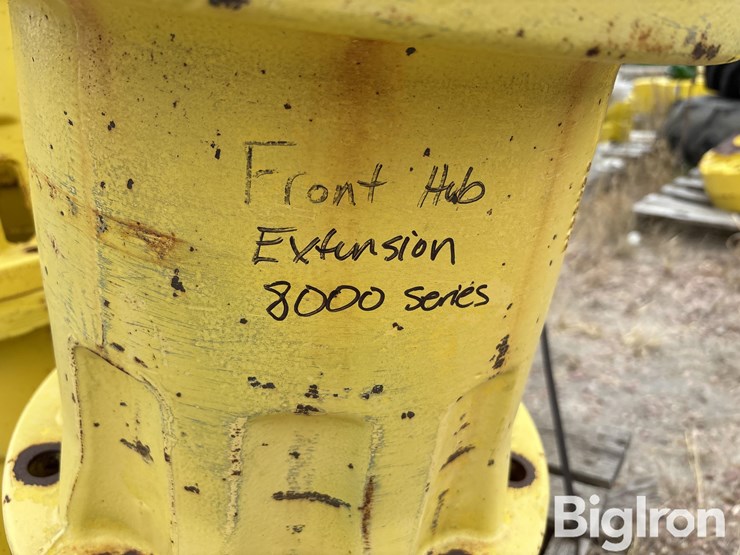 Front Hub
Extension
8000 series
BigIron